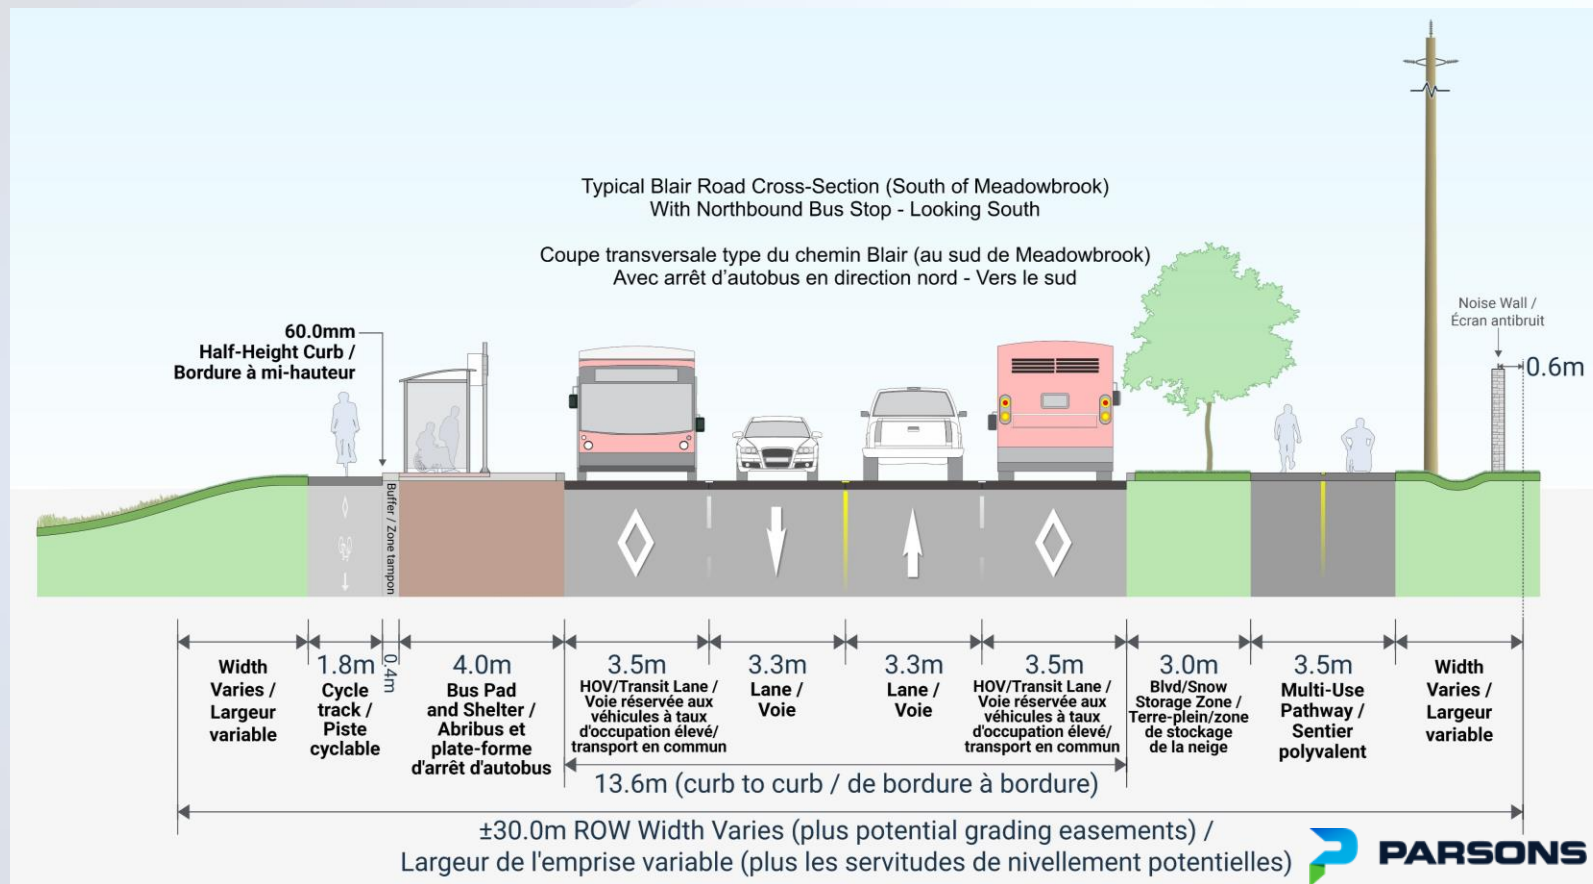 Typical Blair Road Cross-Section (South of Meadowbrook)
With Northbound Bus Stop - Looking South
Coupe transversale type du chemin Blair (au sud de Meadowbrook)
Avec arrêt d'autobus en direction nord - Vers le sud
60.0mm
Half-Height Curb /
Bordure à mi-hauteur
Noise Wall /
Écran antibruit
0.6m
Buffer / Zone tampon
Width
Varies /
Largeur
variable
1.8m
Cycle
track /
Piste
cyclable
0.4m
4.0m
Bus Pad
and Shelter /
Abribus et
plate-forme
d'arrêt d'autobus
3.5m
HOV/Transit Lane /
Voie réservée aux
véhicules à taux
d'occupation élevé/
transport en commun
3.3m
Lane /
Voie
3.3m
Lane /
Voie
3.5m
HOV/Transit Lane /
Voie réservée aux
véhicules à taux
d'occupation élevé/
transport en commun
3.0m
Blvd/Snow
Storage Zone /
Terre-plein/zone
de stockage
de la neige
3.5m
Multi-Use
Pathway /
Sentier
polyvalent
Width
Varies /
Largeur
variable
13.6m (curb to curb / de bordure à bordure)
±30.0m ROW Width Varies (plus potential grading easements) /
Largeur de l'emprise variable (plus les servitudes de nivellement potentielles)
PARSONS